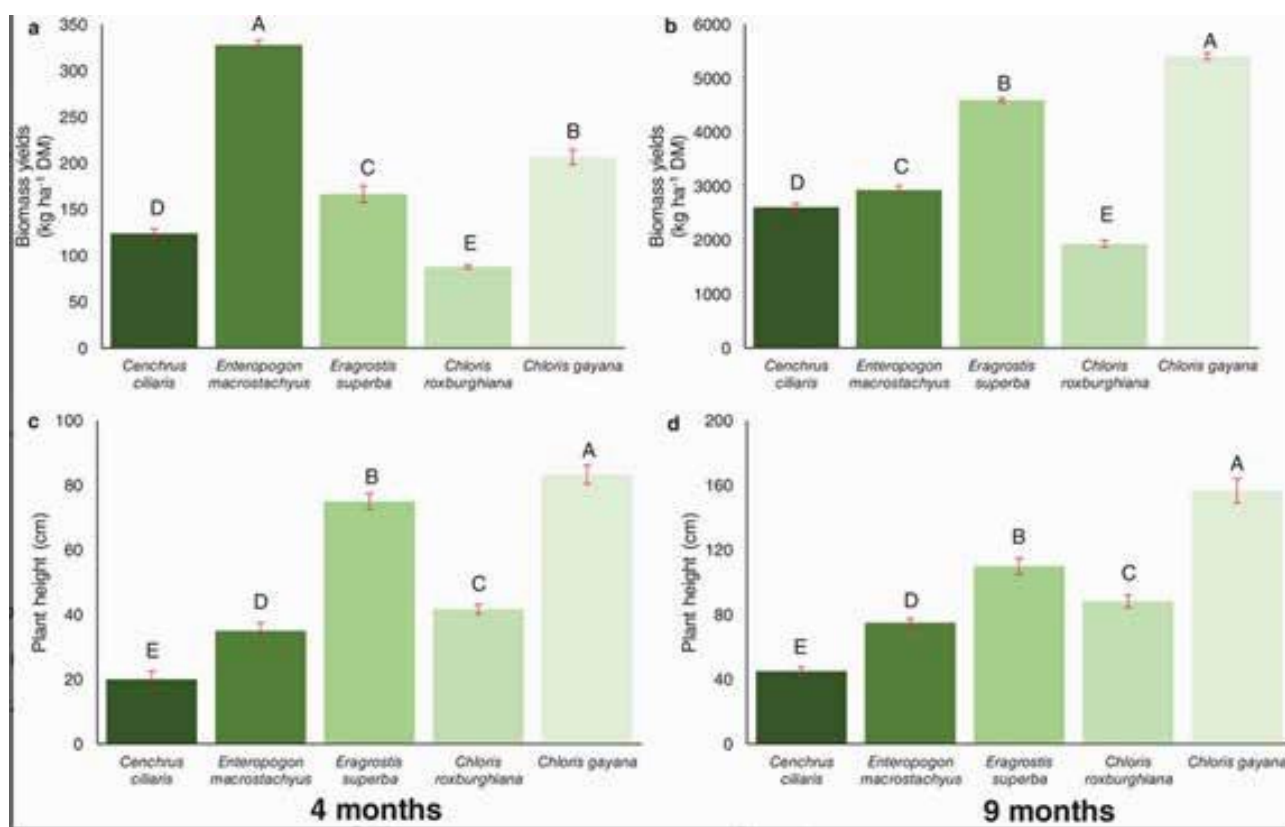 a
Biomass yields
(kg ha⁻¹ DM)
350
300
250
200
150
100
50
0
D
A
C
E
B
Cenchrus
ciliaris
Enteropogon
macrostachyus
Eragrostis
superba
Chloris
roxburghiana
Chloris gayana
b
Biomass yields
(kg ha⁻¹ DM)
6000
5000
4000
3000
2000
1000
0
D
C
B
E
A
Cenchrus
ciliaris
Enteropogon
macrostachyus
Eragrostis
superba
Chloris
roxburghiana
Chloris gayana
c
Plant height (cm)
100
80
60
40
20
0
E
D
B
C
A
Cenchrus
ciliaris
Enteropogon
macrostachyus
Eragrostis
superba
Chloris
roxburghiana
Chloris gayana
4 months
d
Plant height (cm)
200
160
120
80
40
0
E
D
B
C
A
Cenchrus
ciliaris
Enteropogon
macrostachyus
Eragrostis
superba
Chloris
roxburghiana
Chloris gayana
9 months